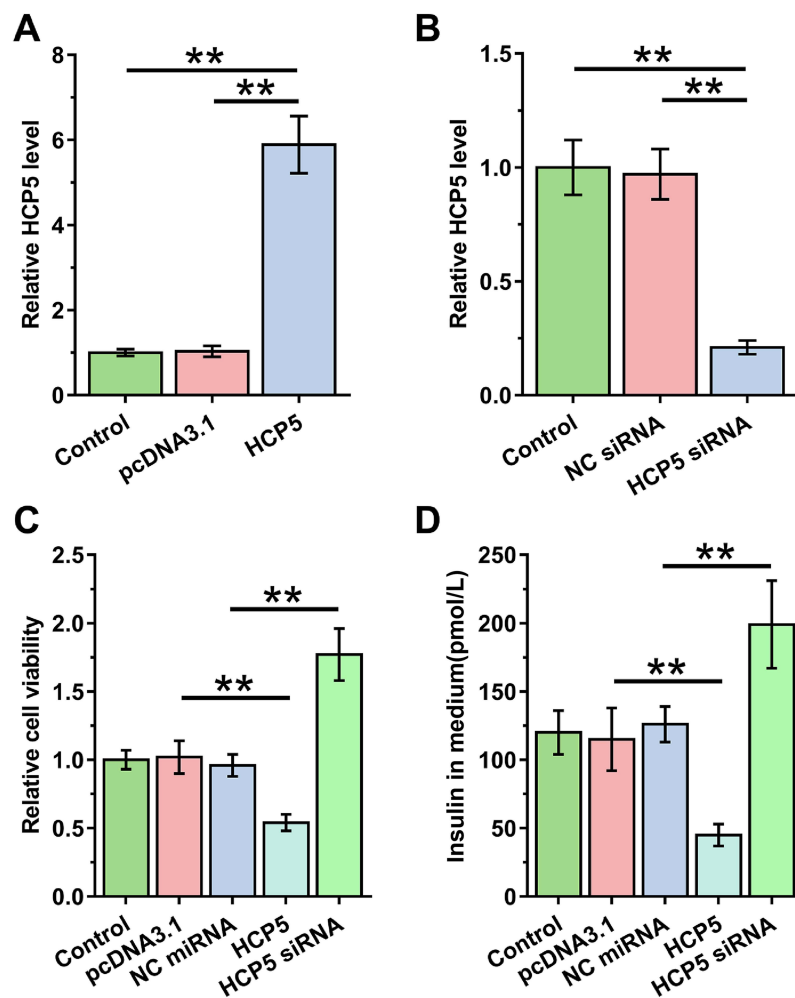 A
Relative HCP5 level
8
6
4
2
0
**
**
Control
pcDNA3.1
HCP5
B
Relative HCP5 level
1.5
1.0
0.5
0.0
**
**
Control
NC siRNA
HCP5 siRNA
C
Relative cell viability
2.5
2.0
1.5
1.0
0.5
0.0
**
**
Control
pcDNA3.1
NC miRNA
HCP5
HCP5 siRNA
D
Insulin in medium(pmol/L)
250
200
150
100
50
0
**
**
Control
pcDNA3.1
NC miRNA
HCP5
HCP5 siRNA